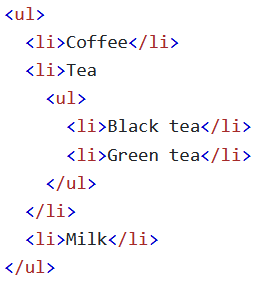 <ul>
  <li>Coffee</li>
  <li>Tea
    <ul>
      <li>Black tea</li>
      <li>Green tea</li>
    </ul>
  </li>
  <li>Milk</li>
</ul>